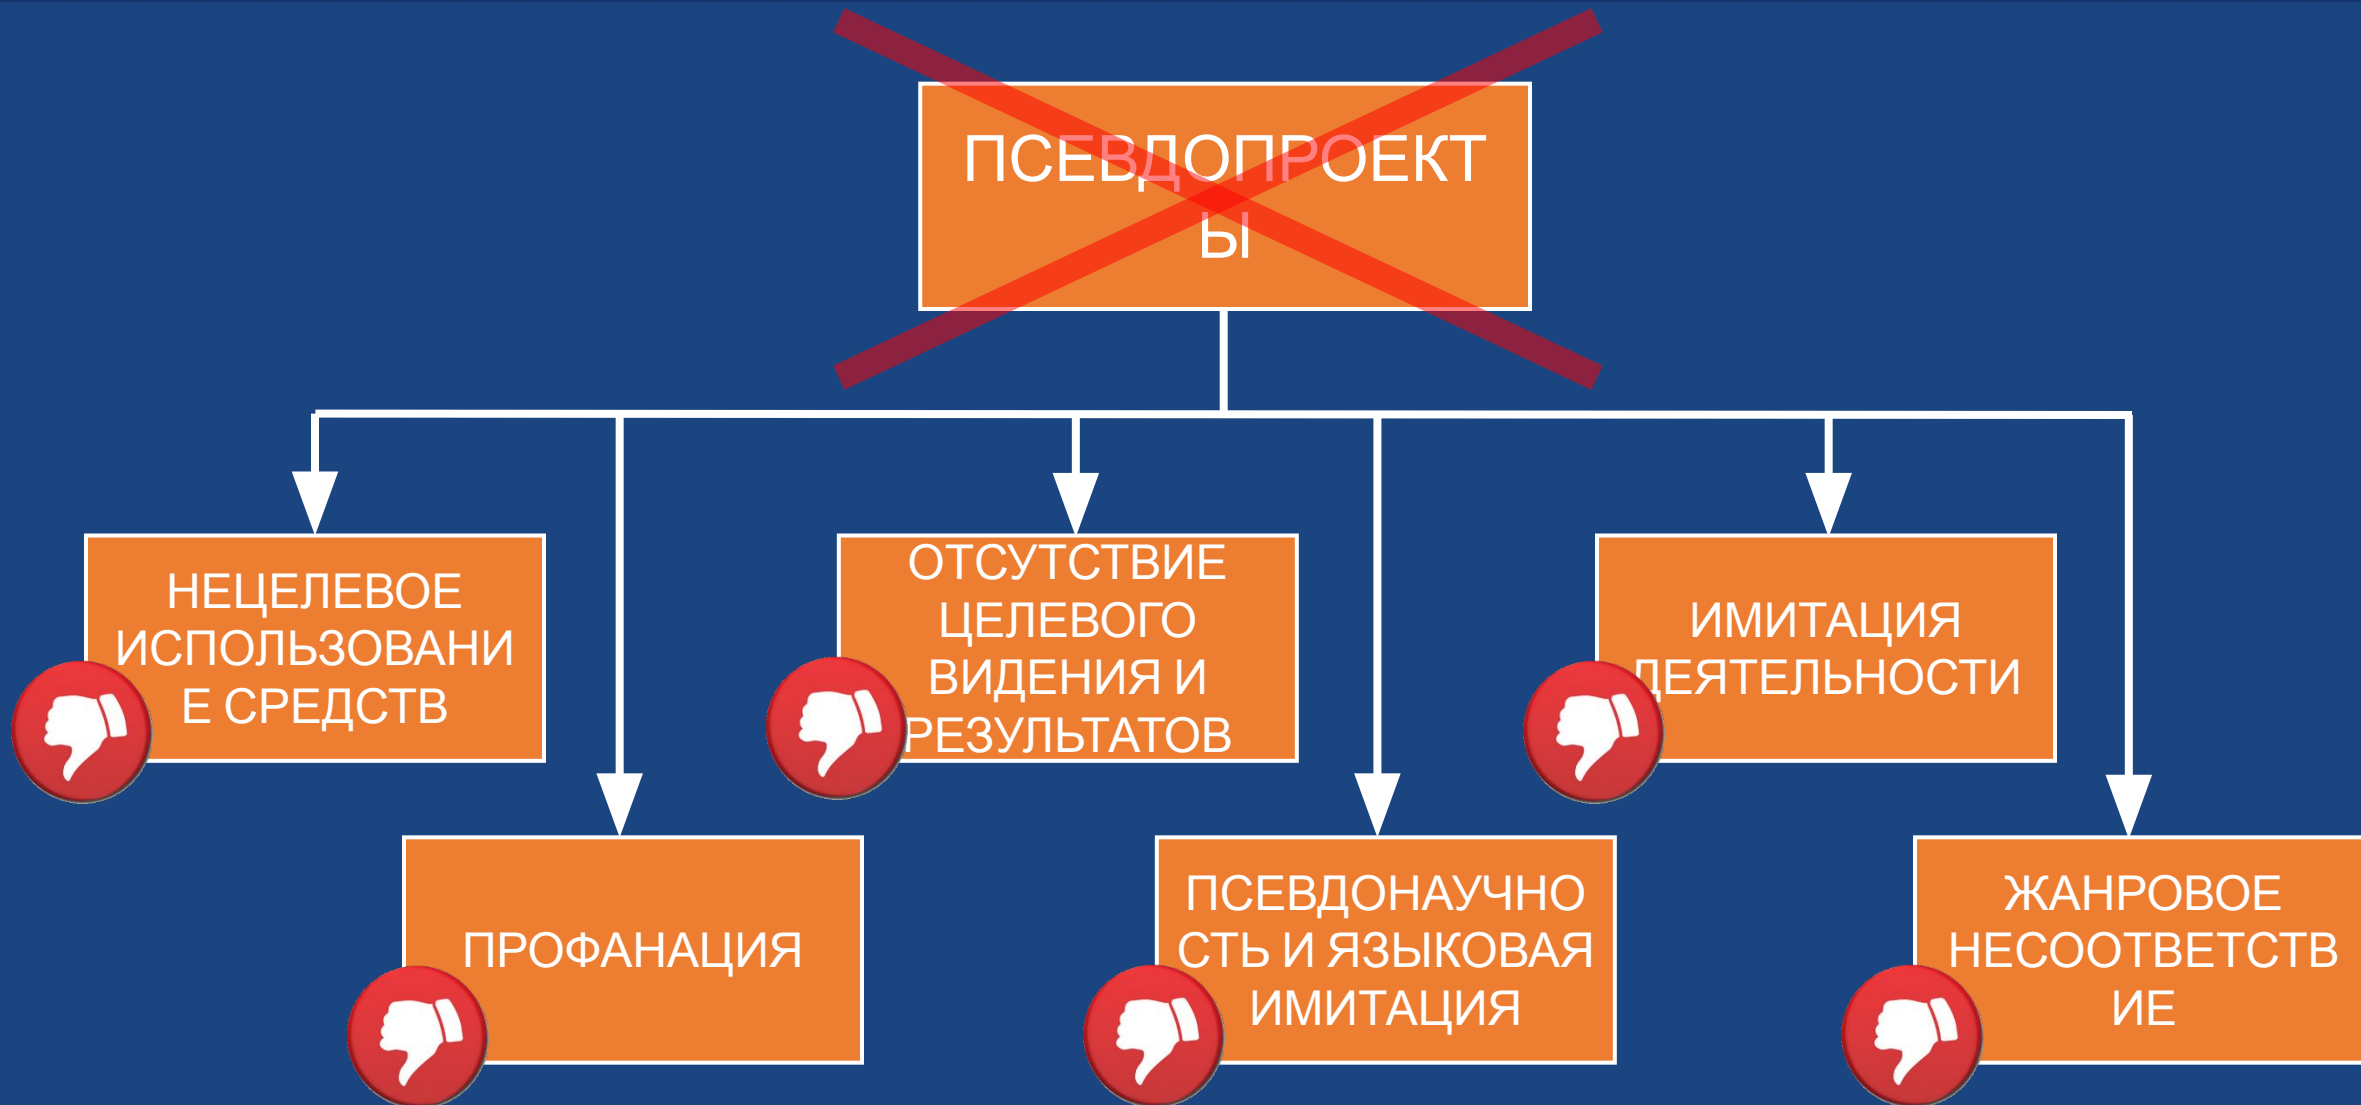 ПСЕВДОПРОЕКТ
Ы
НЕЦЕЛЕВОЕ
ИСПОЛЬЗОВАНИ
Е СРЕДСТВ
ОТСУТСТВИЕ
ЦЕЛЕВОГО
ВИДЕНИЯ И
РЕЗУЛЬТАТОВ
ИМИТАЦИЯ
ДЕЯТЕЛЬНОСТИ
ПРОФАНАЦИЯ
ПСЕВДОНАУЧНО
СТЬ И ЯЗЫКОВАЯ
ИМИТАЦИЯ
ЖАНРОВОЕ
НЕСООТВЕТСТВ
ИЕ